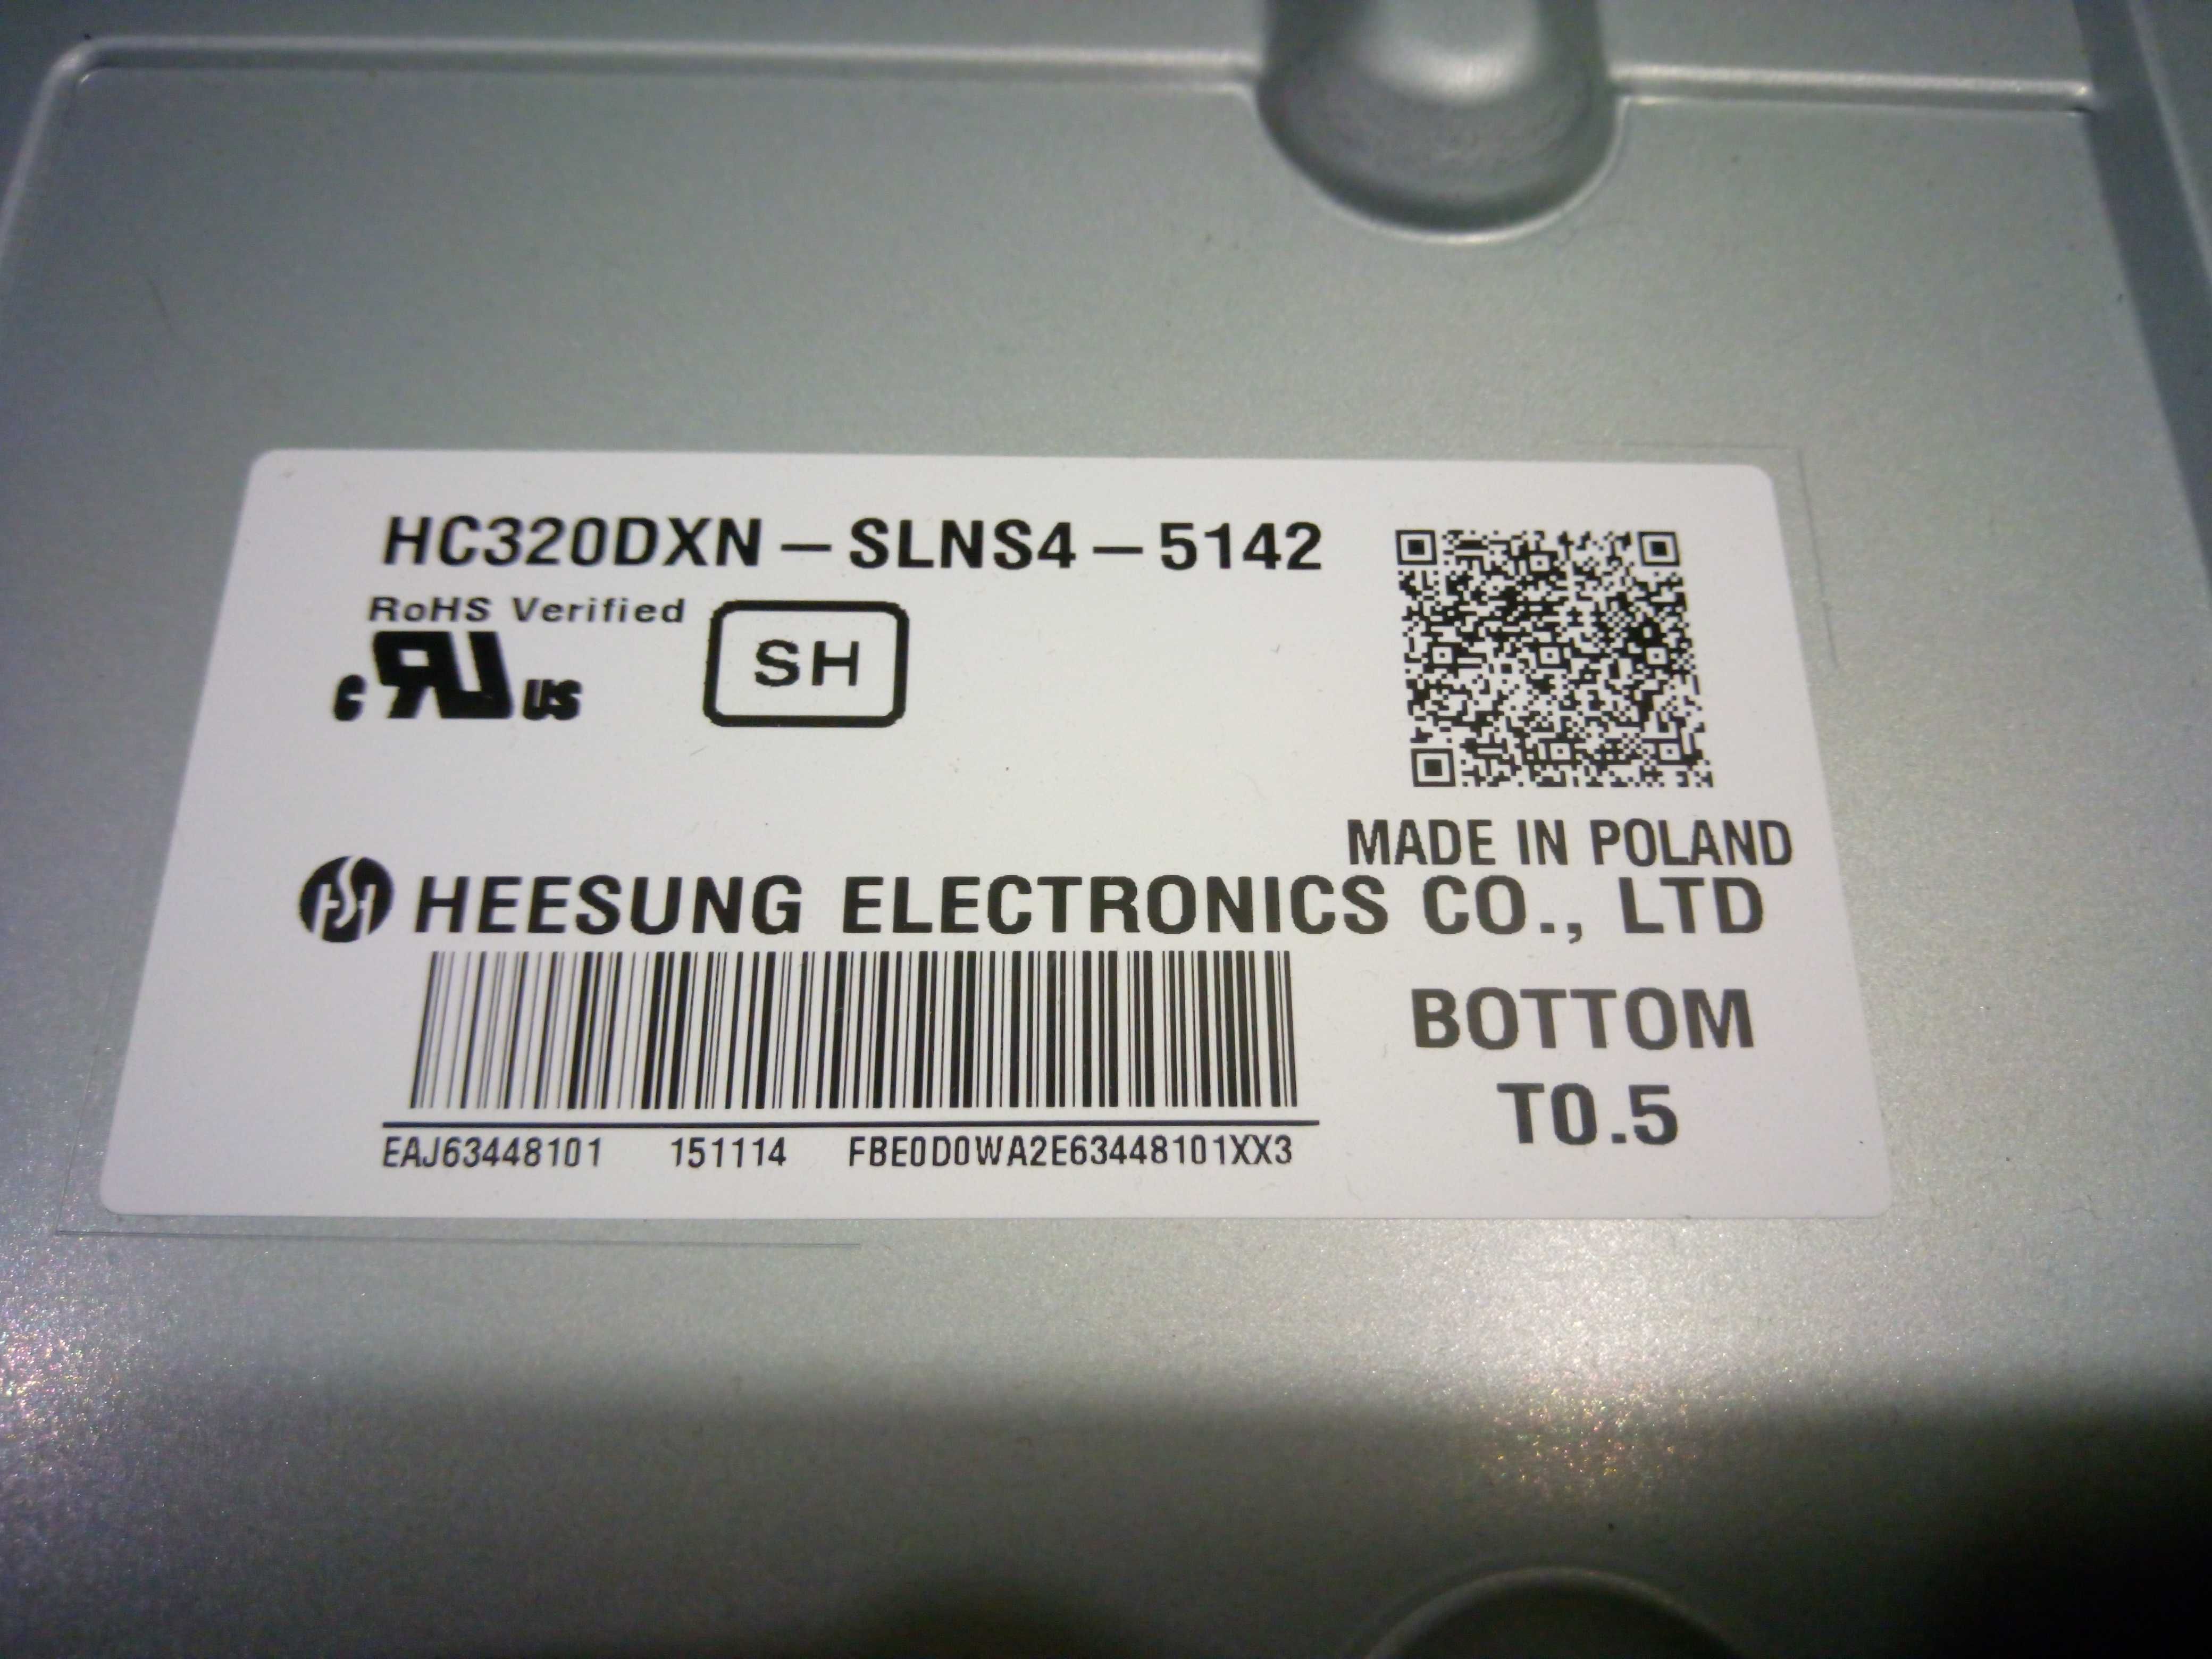 HC320DXN-SLNS4-5142
RoHS Verified
c RU us
SH
MADE IN POLAND
HEESUNG ELECTRONICS CO., LTD
BOTTOM
T0.5
EAJ63448101 151114 FBE0D0WA2E63448101XX3